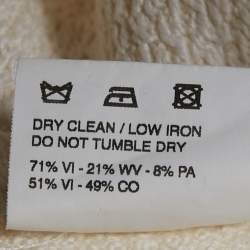 DRY CLEAN / LOW IRON
DO NOT TUMBLE DRY
71% VI - 21% WV - 8% PA
51% VI - 49% CO